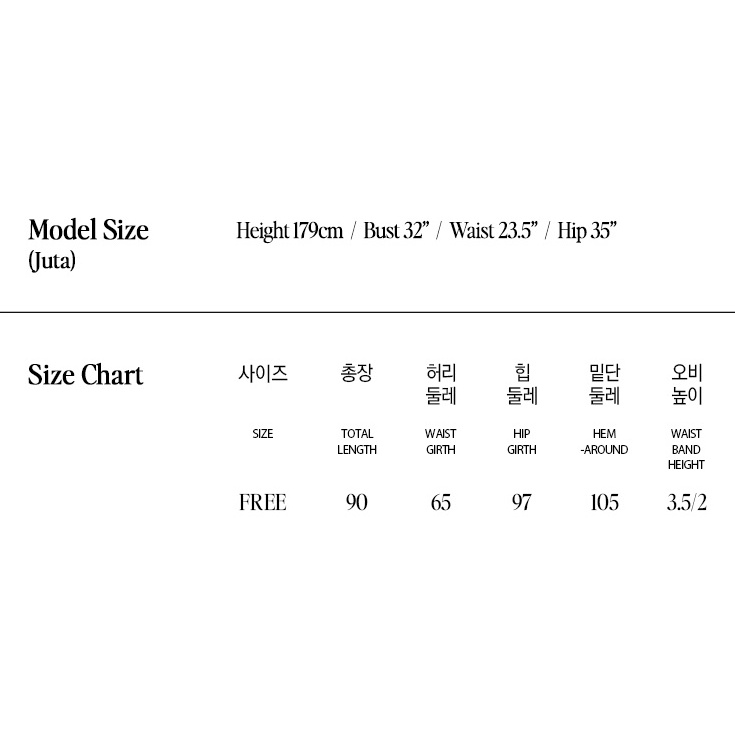 Model Size
(Juta)
Height 179cm / Bust 32” / Waist 23.5” / Hip 35”
Size Chart
사이즈 총장 허리 힙 밑단 오비
둘레 둘레 둘레 높이
SIZE TOTAL WAIST HIP HEM WAIST
LENGTH GIRTH GIRTH -AROUND BAND
HEIGHT
FREE 90 65 97 105 3.5/2